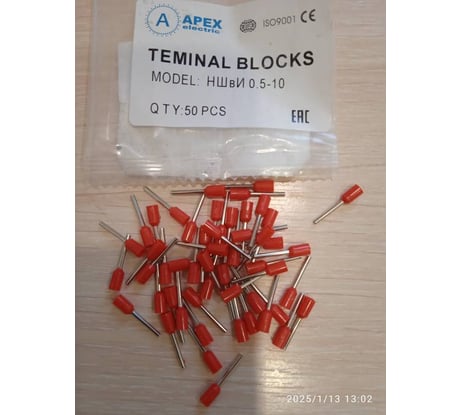 A APEX
electric
ISO9001 CE
TEMINAL BLOCKS
MODEL: НШвИ 0.5-10
QTY:50 PCS
EAC
2025/1/13 13:02